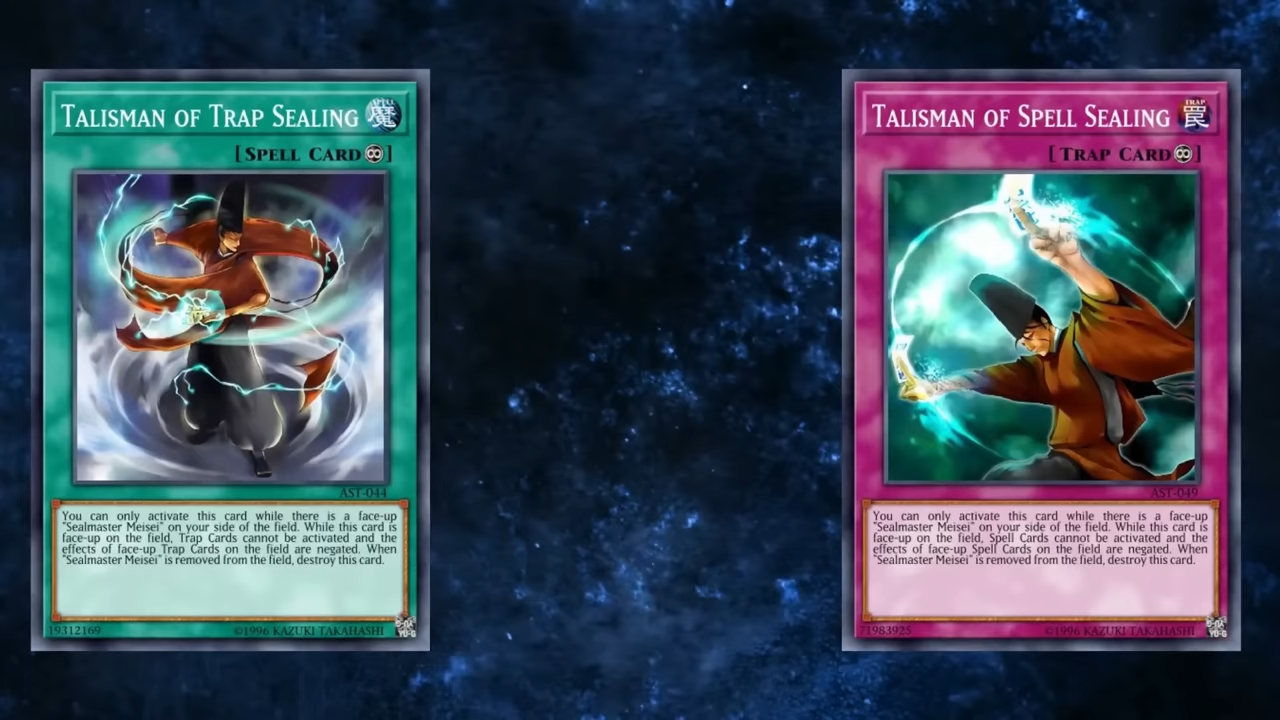 TALISMAN OF TRAP SEALING
SPELL
魔
[SPELL CARD]
AST-044
You can only activate this card while there is a face-up
"Sealmaster Meisei" on your side of the field. While this card is
face-up on the field, Trap Cards cannot be activated and the
effects of face-up Trap Cards on the field are negated. When
"Sealmaster Meisei" is removed from the field, destroy this card.
19312169
©1996 KAZUKI TAKAHASHI
TALISMAN OF SPELL SEALING
TRAP
罠
[TRAP CARD]
AST-049
You can only activate this card while there is a face-up
"Sealmaster Meisei" on your side of the field. While this card is
face-up on the field, Spell Cards cannot be activated and the
effects of face-up Spell Cards on the field are negated. When
"Sealmaster Meisei" is removed from the field, destroy this card.
71983925
©1996 KAZUKI TAKAHASHI